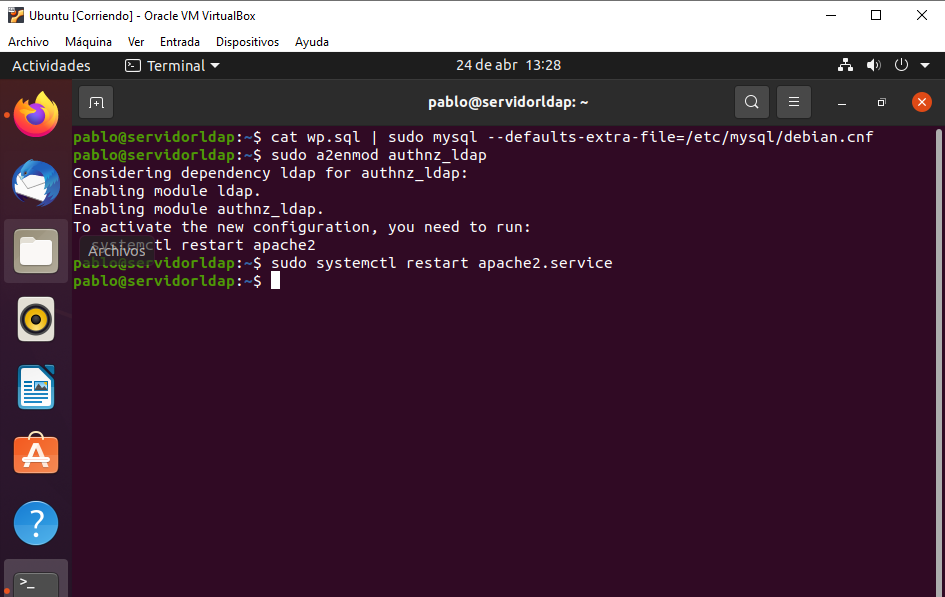 Ubuntu [Corriendo] - Oracle VM VirtualBox
Archivo Máquina Ver Entrada Dispositivos Ayuda
Actividades Terminal 24 de abr 13:28
pablo@servidorldap: ~
pablo@servidorldap:~$ cat wp.sql | sudo mysql --defaults-extra-file=/etc/mysql/debian.cnf
pablo@servidorldap:~$ sudo a2enmod authnz_ldap
Considering dependency ldap for authnz_ldap:
Enabling module ldap.
Enabling module authnz_ldap.
To activate the new configuration, you need to run:
systemctl restart apache2
Archivos
pablo@servidorldap:~$ sudo systemctl restart apache2.service
pablo@servidorldap:~$